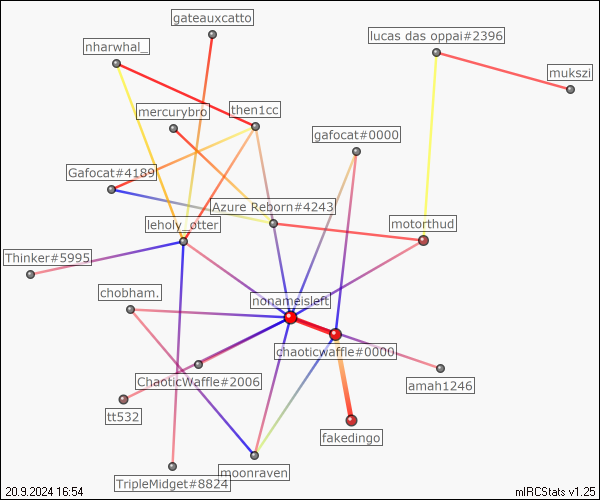 gateauxcatto
lucas das oppai#2396
nharwhal_
mukszi
mercurybro
then1cc
gafocat#0000
Gafocat#4189
Azure Reborn#4243
leholy_otter
motorthud
Thinker#5995
chobham.
nonameisleft
chaoticwaffle#0000
ChaoticWaffle#2006
amah1246
tt532
fakedingo
moonraven
TripleMidget#8824
20.9.2024 16:54
mIRCStats v1.25